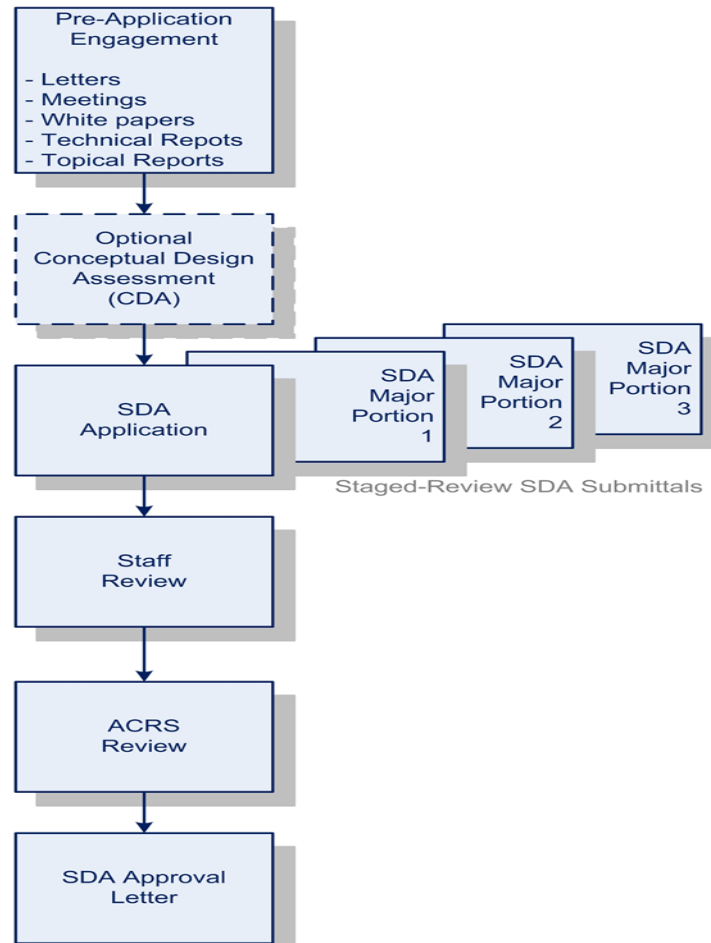 Pre-Application
Engagement
- Letters
- Meetings
- White papers
- Technical Repots
- Topical Reports
Optional
Conceptual Design
Assessment
(CDA)
SDA
Application
SDA
Major
Portion
1
SDA
Major
Portion
2
SDA
Major
Portion
3
Staged-Review SDA Submittals
Staff
Review
ACRS
Review
SDA Approval
Letter